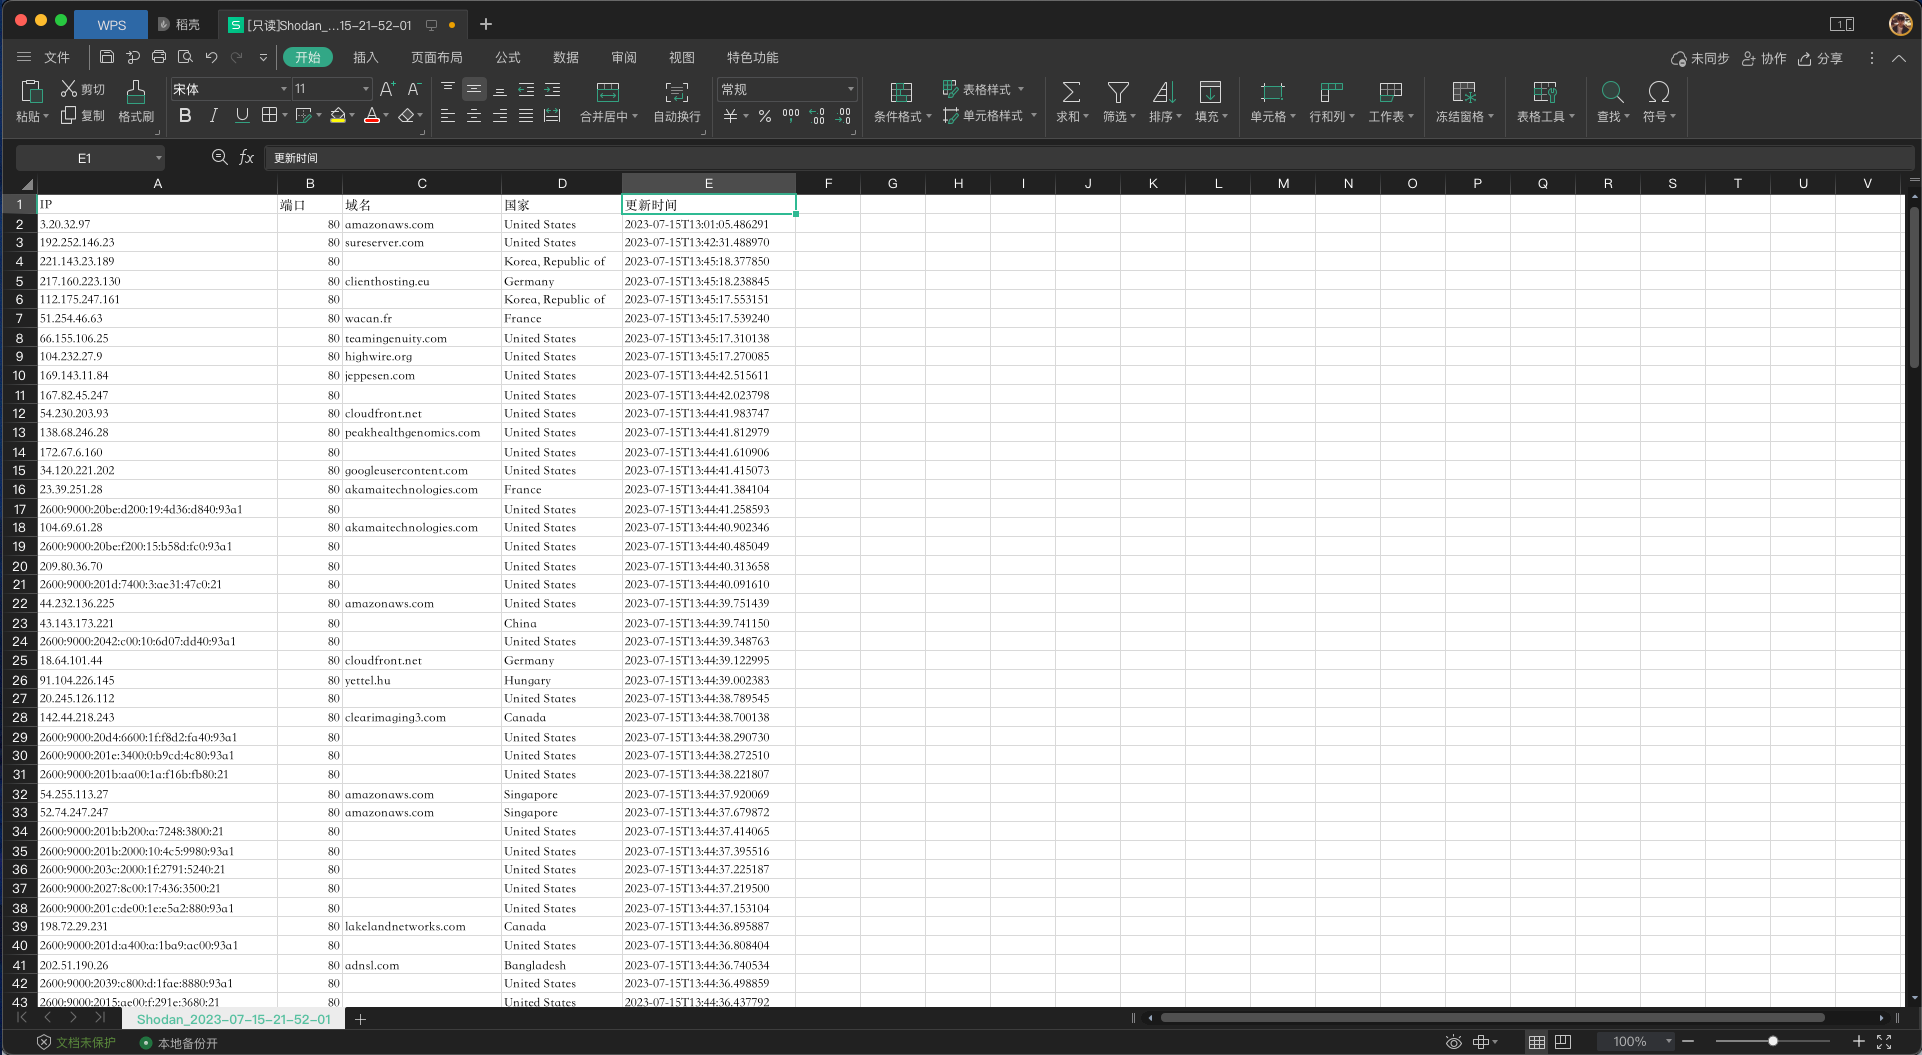 WPS 稻壳 [只读]Shodan_...15-21-52-01
文件 开始 插入 页面布局 公式 数据 审阅 视图 特色功能 未同步 协作 分享
粘贴 剪切 复制 格式刷 宋体 11 合并居中 自动换行 常规 条件格式 表格样式 单元格样式 求和 筛选 排序 填充 单元格 行和列 工作表 冻结窗格 表格工具 查找 符号
E1 fx 更新时间
A B C D E F G H I J K L M N O P Q R S T U V
1 IP 端口 域名 国家 更新时间
2 3.20.32.97 80 amazonaws.com United States 2023-07-15T13:01:05.486291
3 192.252.146.23 80 sureserver.com United States 2023-07-15T13:42:31.488970
4 221.143.23.189 80 Korea, Republic of 2023-07-15T13:45:18.377850
5 217.160.223.130 80 clienthosting.eu Germany 2023-07-15T13:45:18.238845
6 112.175.247.161 80 Korea, Republic of 2023-07-15T13:45:17.553151
7 51.254.46.63 80 wacan.fr France 2023-07-15T13:45:17.539240
8 66.155.106.25 80 teamingenuity.com United States 2023-07-15T13:45:17.310138
9 104.232.27.9 80 highwire.org United States 2023-07-15T13:45:17.270085
10 169.143.11.84 80 jeppesen.com United States 2023-07-15T13:44:42.515611
11 167.82.45.247 80 United States 2023-07-15T13:44:42.023798
12 54.230.203.93 80 cloudfront.net United States 2023-07-15T13:44:41.983747
13 138.68.246.28 80 peakhealthgenomics.com United States 2023-07-15T13:44:41.812979
14 172.67.6.160 80 United States 2023-07-15T13:44:41.610906
15 34.120.221.202 80 googleusercontent.com United States 2023-07-15T13:44:41.415073
16 23.39.251.28 80 akamaitechnologies.com France 2023-07-15T13:44:41.384104
17 2600:9000:20be:d200:19:4d36:d840:93a1 80 United States 2023-07-15T13:44:41.258593
18 104.69.61.28 80 akamaitechnologies.com United States 2023-07-15T13:44:40.902346
19 2600:9000:20be:f200:15:b58d:fc0:93a1 80 United States 2023-07-15T13:44:40.485049
20 209.80.36.70 80 United States 2023-07-15T13:44:40.313658
21 2600:9000:201d:7400:3:ae31:47c0:21 80 United States 2023-07-15T13:44:40.091610
22 44.232.136.225 80 amazonaws.com United States 2023-07-15T13:44:39.751439
23 43.143.173.221 80 China 2023-07-15T13:44:39.741150
24 2600:9000:2042:c00:10:6d07:dd40:93a1 80 United States 2023-07-15T13:44:39.348763
25 18.64.101.44 80 cloudfront.net Germany 2023-07-15T13:44:39.122995
26 91.104.226.145 80 yettel.hu Hungary 2023-07-15T13:44:39.002383
27 20.245.126.112 80 United States 2023-07-15T13:44:38.789545
28 142.44.218.243 80 clearimaging3.com Canada 2023-07-15T13:44:38.700138
29 2600:9000:20d4:6600:1f:f8d2:fa40:93a1 80 United States 2023-07-15T13:44:38.290730
30 2600:9000:201e:3400:0:b9cd:4c80:93a1 80 United States 2023-07-15T13:44:38.272510
31 2600:9000:201b:aa00:1a:f16b:fb80:21 80 United States 2023-07-15T13:44:38.221807
32 54.255.113.27 80 amazonaws.com Singapore 2023-07-15T13:44:37.920069
33 52.74.247.247 80 amazonaws.com Singapore 2023-07-15T13:44:37.679872
34 2600:9000:201b:b200:a:7248:3800:21 80 United States 2023-07-15T13:44:37.414065
35 2600:9000:201b:2000:10:4c5:9980:93a1 80 United States 2023-07-15T13:44:37.395516
36 2600:9000:203c:2000:1f:2791:5240:21 80 United States 2023-07-15T13:44:37.225187
37 2600:9000:2027:8c00:17:436:3500:21 80 United States 2023-07-15T13:44:37.219500
38 2600:9000:201c:de00:1e:e5a2:880:93a1 80 United States 2023-07-15T13:44:37.153104
39 198.72.29.231 80 lakelandnetworks.com Canada 2023-07-15T13:44:36.895887
40 2600:9000:201d:a400:a:1ba9:ac00:93a1 80 United States 2023-07-15T13:44:36.808404
41 202.51.190.26 80 adnsl.com Bangladesh 2023-07-15T13:44:36.740534
42 2600:9000:2039:c800:d:1fae:8880:93a1 80 United States 2023-07-15T13:44:36.498859
43 2600:9000:2015:ae00:f:291e:3680:21 80 United States 2023-07-15T13:44:36.437792
Shodan_2023-07-15-21-52-01
文档未保护 本地备份开 100%